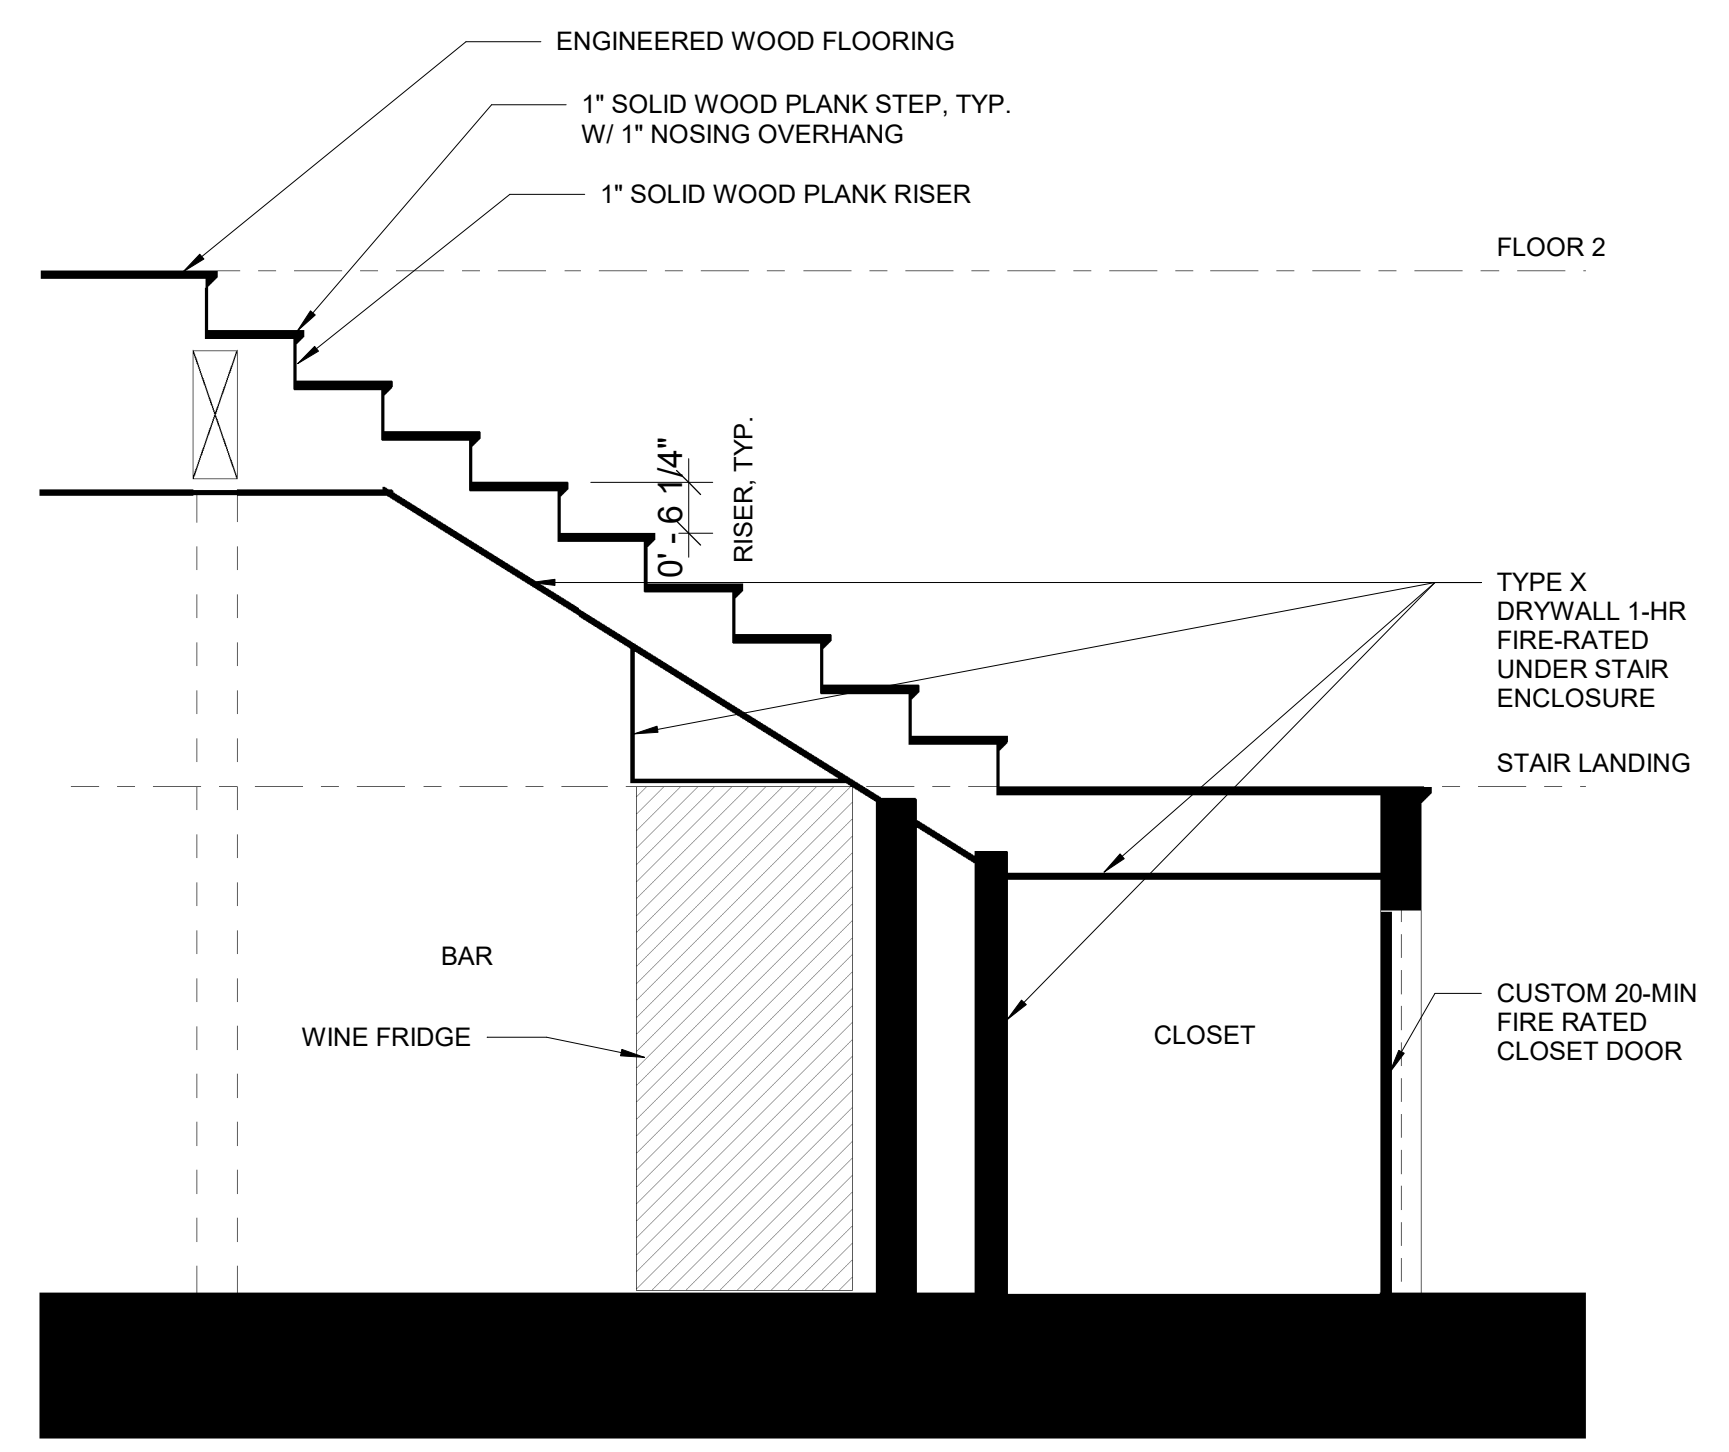 ENGINEERED WOOD FLOORING
1" SOLID WOOD PLANK STEP, TYP.
W/ 1" NOSING OVERHANG
1" SOLID WOOD PLANK RISER
FLOOR 2
0' - 6 1/4"
RISER, TYP.
TYPE X
DRYWALL 1-HR
FIRE-RATED
UNDER STAIR
ENCLOSURE
STAIR LANDING
BAR
WINE FRIDGE
CLOSET
CUSTOM 20-MIN
FIRE RATED
CLOSET DOOR